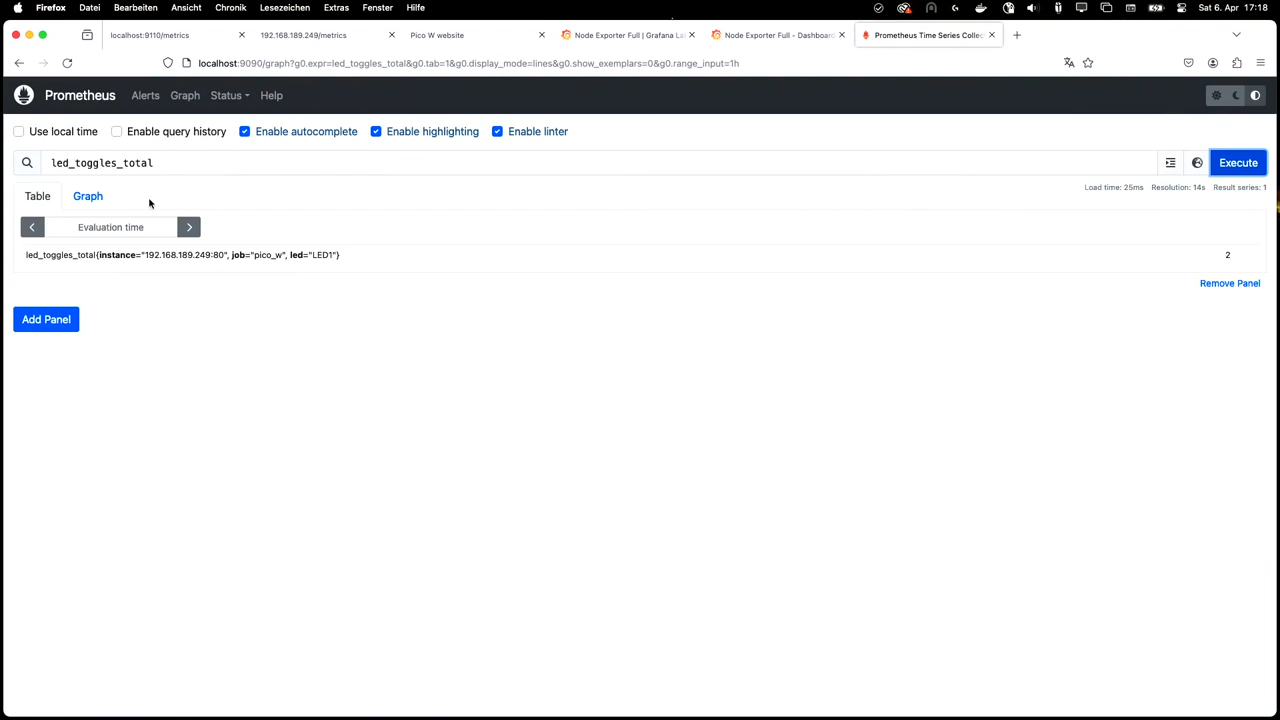 Firefox Datei Bearbeiten Ansicht Chronik Lesezeichen Extras Fenster Hilfe Sat 6. Apr 17:18
localhost:9110/metrics 192.168.189.249/metrics Pico W website Node Exporter Full | Grafana La Node Exporter Full - Dashboard Prometheus Time Series Collec
localhost:9090/graph?g0.expr=led_toggles_total&g0.tab=1&g0.display_mode=lines&g0.show_exemplars=0&g0.range_input=1h
Prometheus Alerts Graph Status Help
Use local time Enable query history Enable autocomplete Enable highlighting Enable linter
led_toggles_total Execute
Table Graph Load time: 25ms Resolution: 14s Result series: 1
Evaluation time
led_toggles_total{instance="192.168.189.249:80", job="pico_w", led="LED1"} 2
Remove Panel
Add Panel